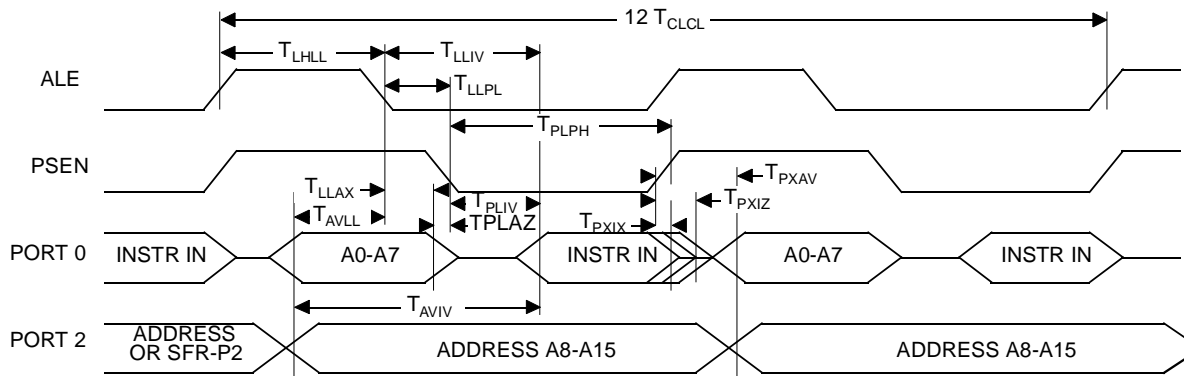 12 TCLCL
TLHLL TLLIV
ALE
TLLPL
TPLPH
PSEN
TLLAX TPXAV
TPLIV TPXIZ
TAVLL TPLAZ TPXIX
PORT 0 INSTR IN A0-A7 INSTR IN A0-A7 INSTR IN
TAVIV
PORT 2 ADDRESS OR SFR-P2 ADDRESS A8-A15 ADDRESS A8-A15